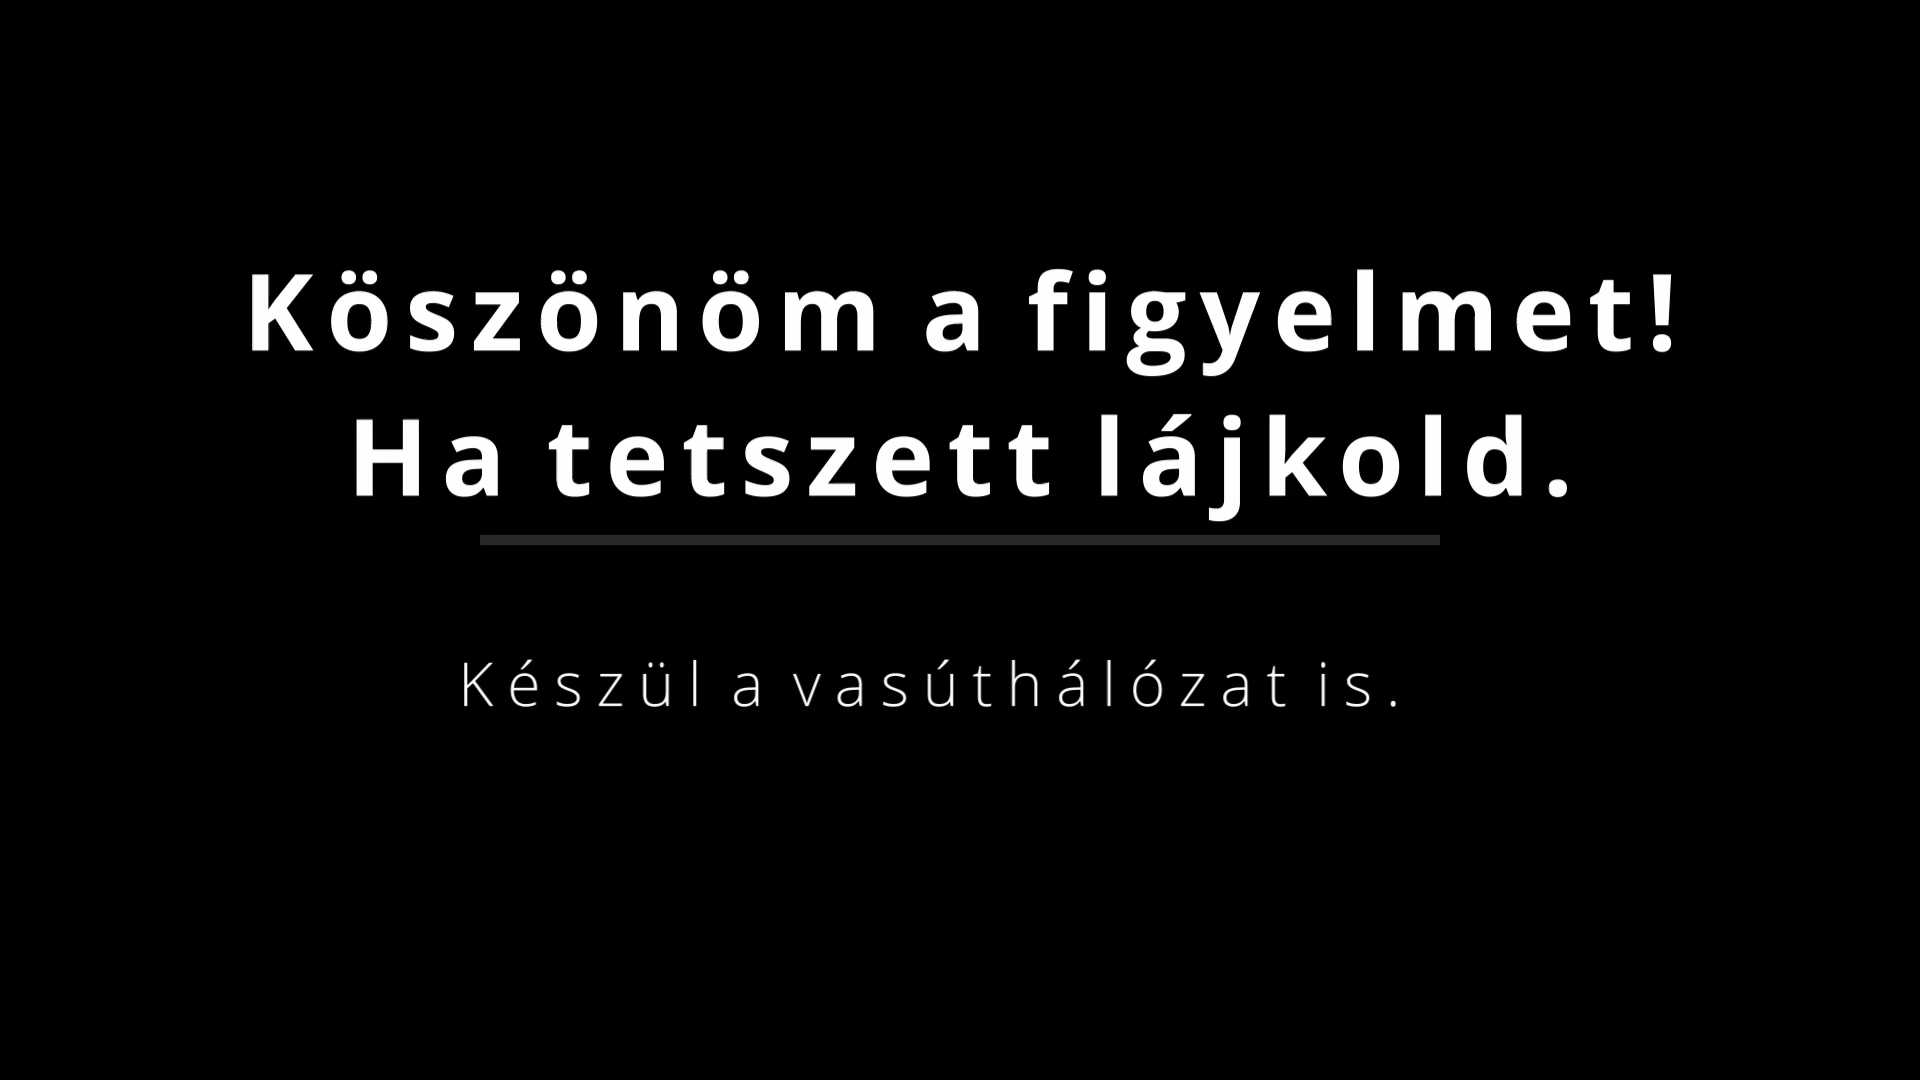 Köszönöm a figyelmet!
Ha tetszett lájkold.
Készül a vasúthálózat is.